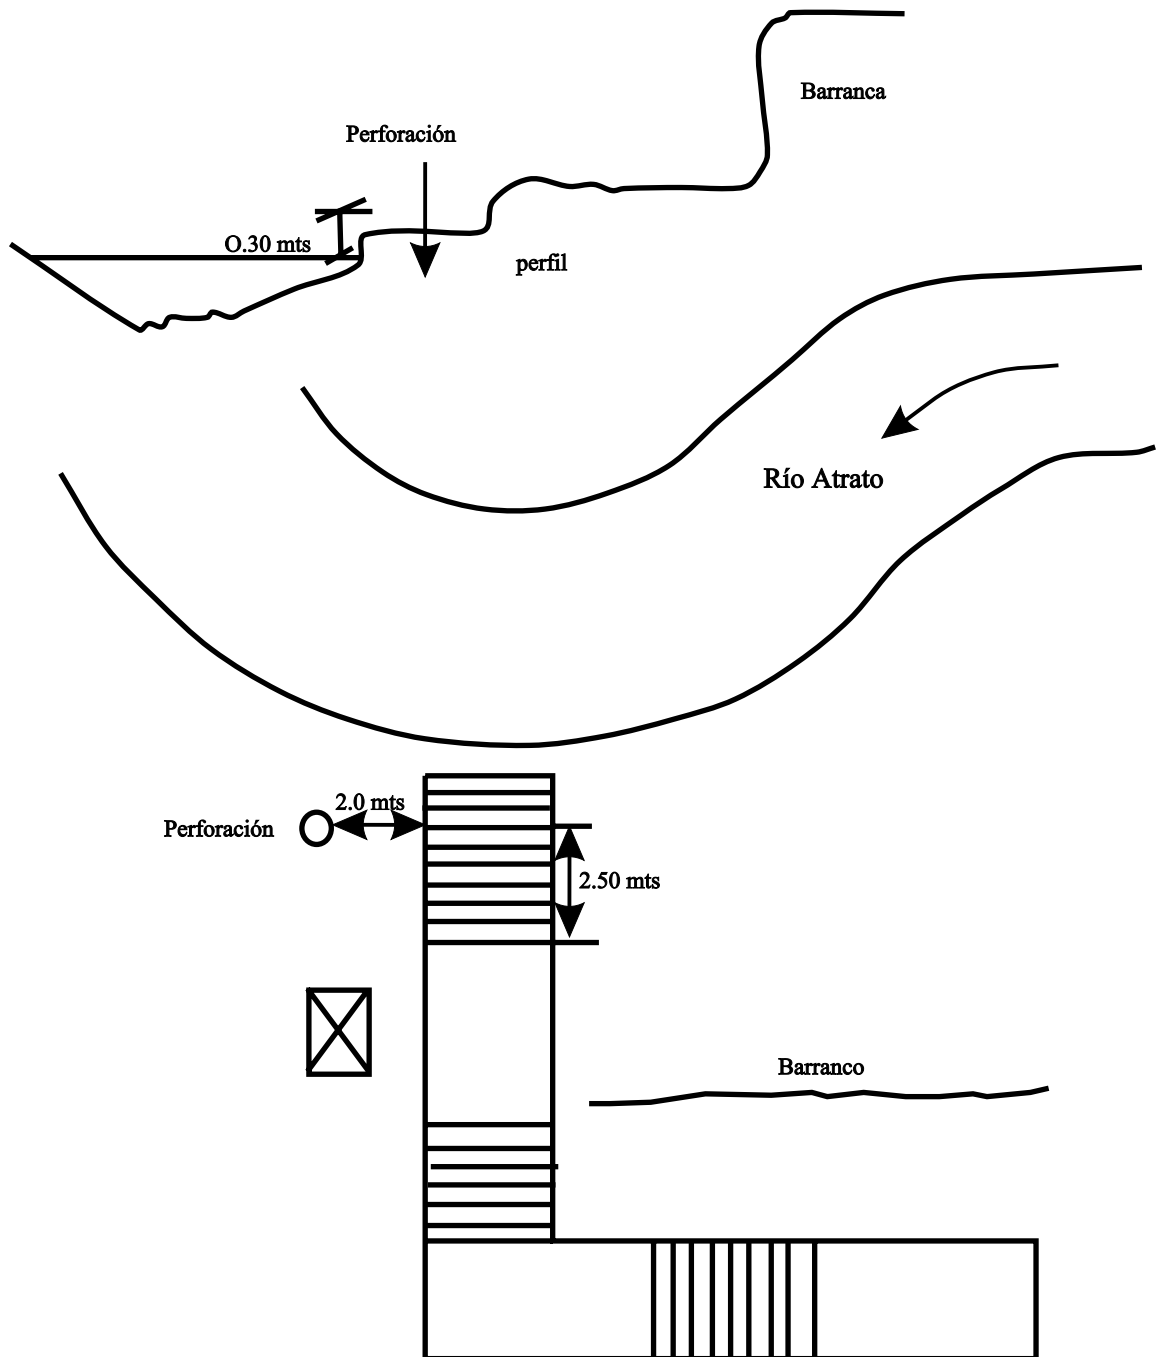 Barranca
Perforación
O.30 mts
perfil
Río Atrato
2.0 mts
Perforación
2.50 mts
Barranco